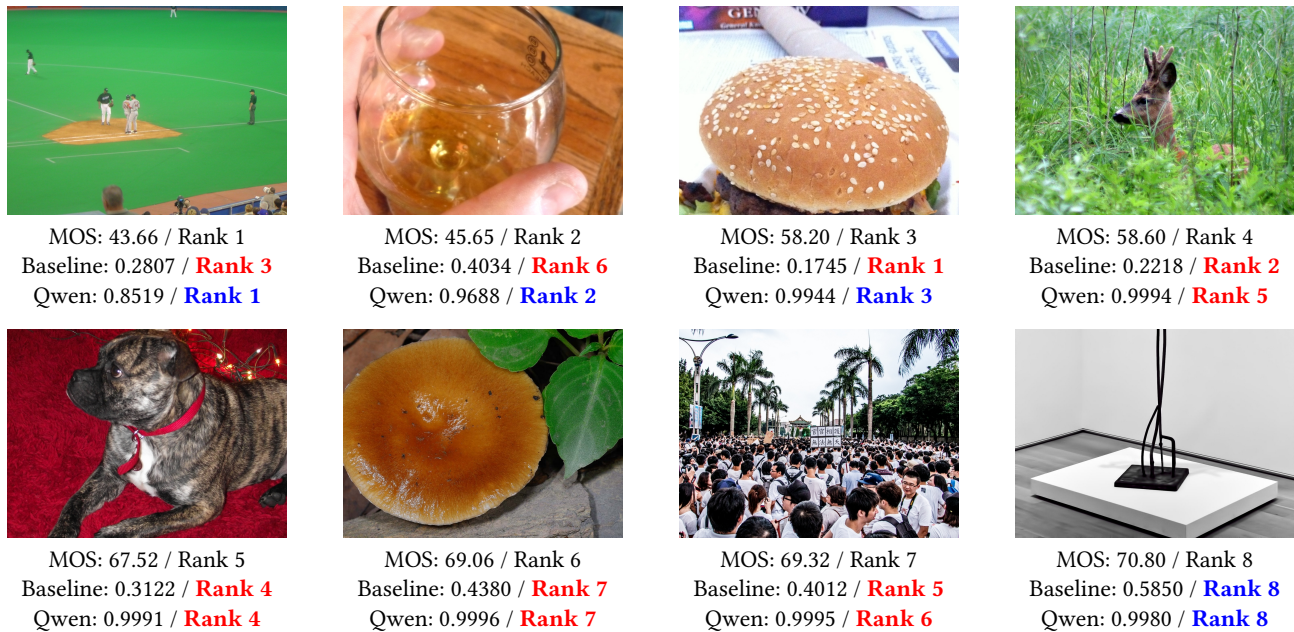 GEN
General Kno
MOS: 43.66 / Rank 1
Baseline: 0.2807 / Rank 3
Qwen: 0.8519 / Rank 1
MOS: 45.65 / Rank 2
Baseline: 0.4034 / Rank 6
Qwen: 0.9688 / Rank 2
MOS: 58.20 / Rank 3
Baseline: 0.1745 / Rank 1
Qwen: 0.9944 / Rank 3
MOS: 58.60 / Rank 4
Baseline: 0.2218 / Rank 2
Qwen: 0.9994 / Rank 5
MOS: 67.52 / Rank 5
Baseline: 0.3122 / Rank 4
Qwen: 0.9991 / Rank 4
MOS: 69.06 / Rank 6
Baseline: 0.4380 / Rank 7
Qwen: 0.9996 / Rank 7
MOS: 69.32 / Rank 7
Baseline: 0.4012 / Rank 5
Qwen: 0.9995 / Rank 6
MOS: 70.80 / Rank 8
Baseline: 0.5850 / Rank 8
Qwen: 0.9980 / Rank 8